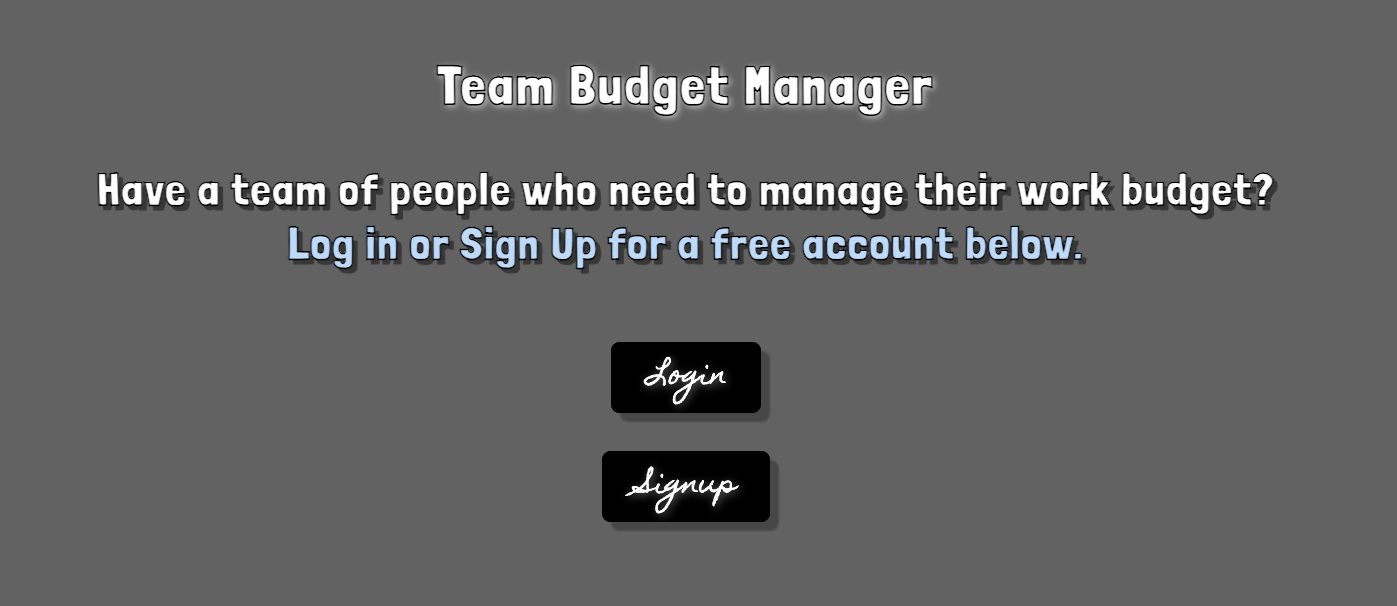 Team Budget Manager
Have a team of people who need to manage their work budget?
Log in or Sign Up for a free account below.
Login
Signup